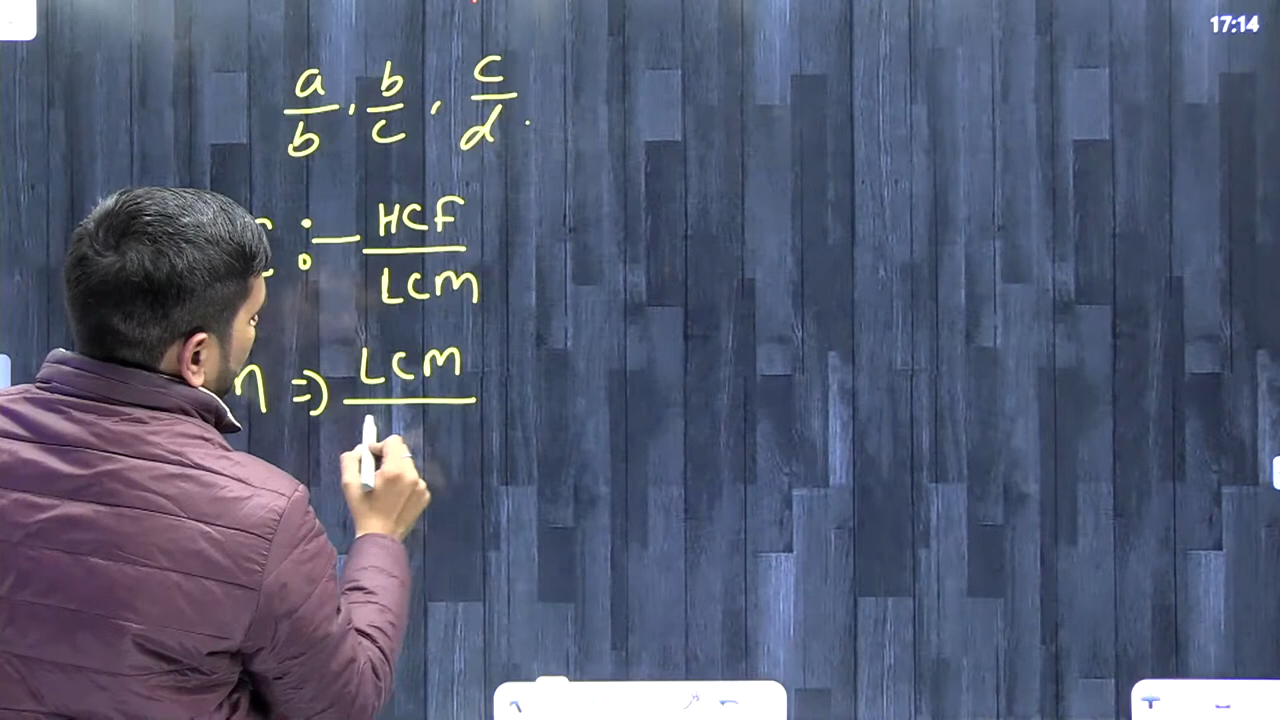 17:14
a/b, b/c, c/d.
:- HCF/LCM
⇒ LCM